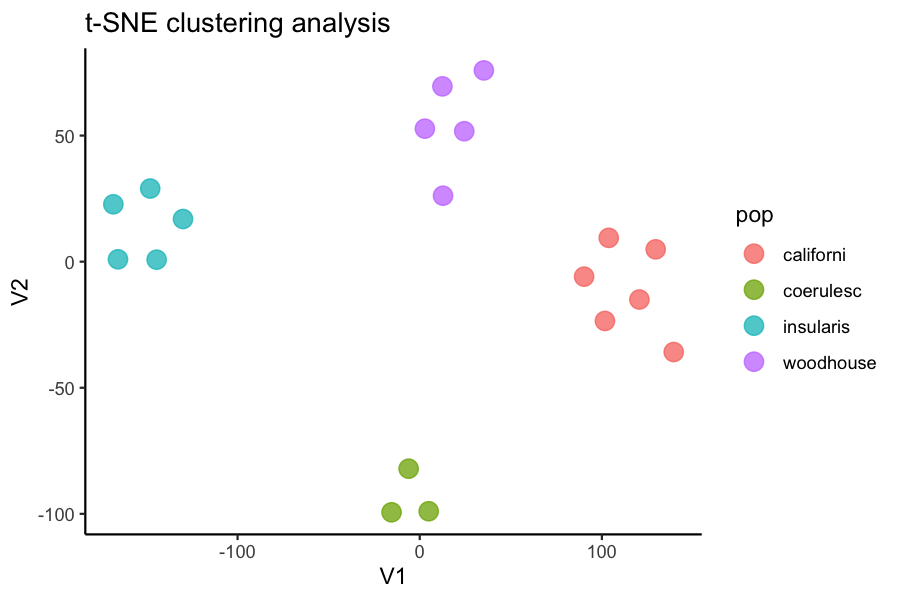 t-SNE clustering analysis
50
0
-50
-100
V2
-100 0 100
V1
pop
californi
coerulesc
insularis
woodhouse